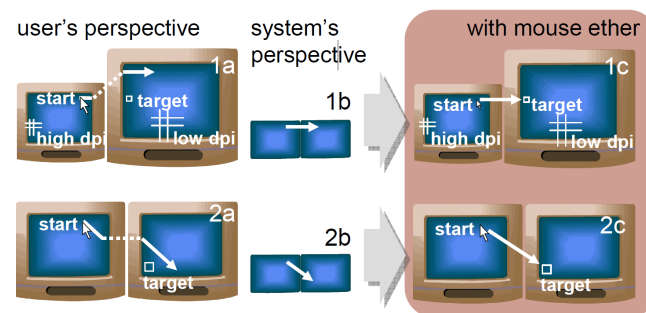 user's perspective
system's
perspective
with mouse ether
1a
1b
1c
start
target
high dpi
low dpi
start
target
high dpi
low dpi
2a
2b
2c
start
target
start
target